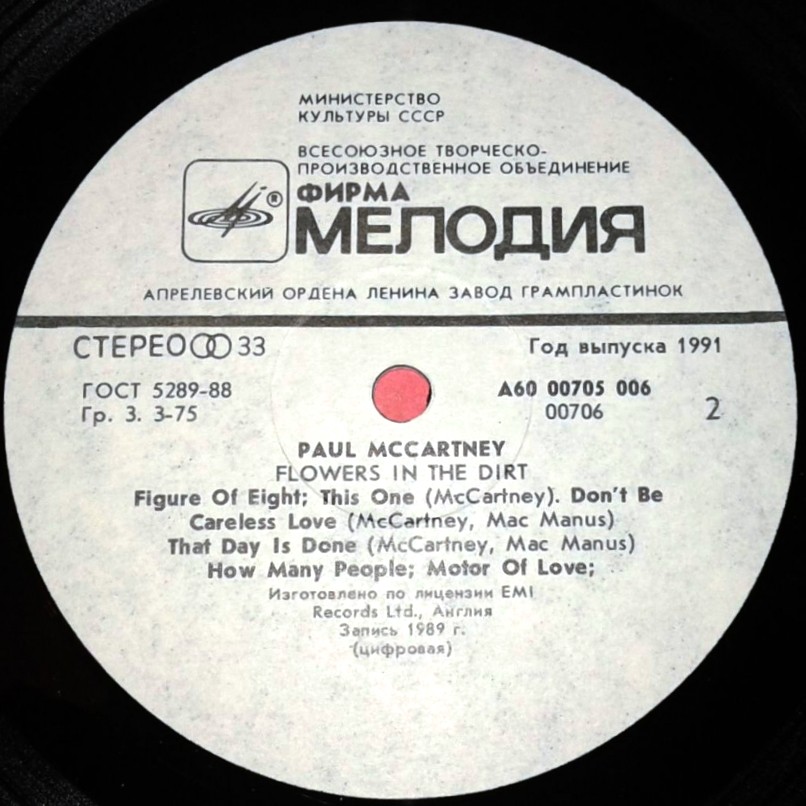 МИНИСТЕРСТВО
КУЛЬТУРЫ СССР
ВСЕСОЮЗНОЕ ТВОРЧЕСКО-
ПРОИЗВОДСТВЕННОЕ ОБЪЕДИНЕНИЕ
®
ФИРМА
МЕЛОДИЯ
АПРЕЛЕВСКИЙ ОРДЕНА ЛЕНИНА ЗАВОД ГРАМПЛАСТИНОК
СТЕРЕО 33
Год выпуска 1991
ГОСТ 5289-88
Гр. 3. 3-75
А60 00705 006
00706
2
PAUL MCCARTNEY
FLOWERS IN THE DIRT
Figure Of Eight; This One (McCartney). Don't Be
Careless Love (McCartney, Mac Manus)
That Day Is Done (McCartney, Mac Manus)
How Many People; Motor Of Love;
Изготовлено по лицензии EMI
Records Ltd., Англия
Запись 1989 г.
(цифровая)